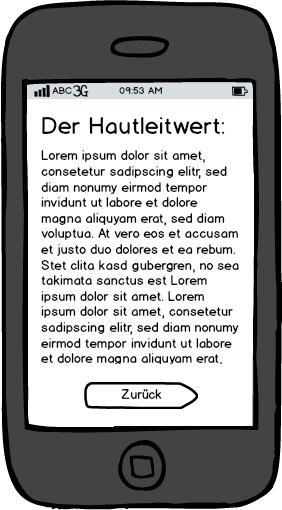 ABC 3G 09:53 AM
Der Hautleitwert:
Lorem ipsum dolor sit amet,
consetetur sadipscing elitr, sed
diam nonumy eirmod tempor
invidunt ut labore et dolore
magna aliquyam erat, sed diam
voluptua. At vero eos et accusam
et justo duo dolores et ea rebum.
Stet clita kasd gubergren, no sea
takimata sanctus est Lorem
ipsum dolor sit amet. Lorem
ipsum dolor sit amet, consetetur
sadipscing elitr, sed diam nonumy
eirmod tempor invidunt ut labore
et dolore magna aliquyam erat,
Zurück